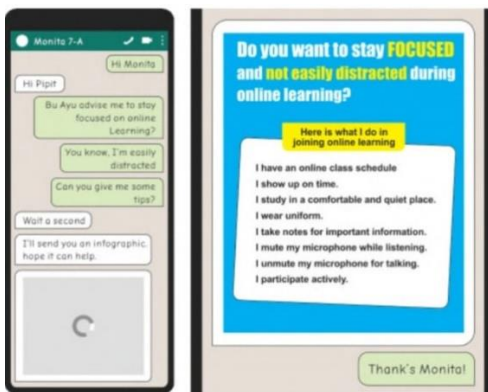 Monita 7-A
Hi Monita
Hi Pipit
Bu Ayu advise me to stay
focused on online
Learning?
You know, I'm easily
distracted
Can you give me some
tips?
Wait a second
I'll send you an infographic,
hope it can help.
Do you want to stay FOCUSED
and not easily distracted during
online learning?
Here is what I do in
joining online learning
I have an online class schedule
I show up on time.
I study in a comfortable and quiet place.
I wear uniform.
I take notes for important information.
I mute my microphone while listening.
I unmute my microphone for talking.
I participate actively.
Thank's Monita!